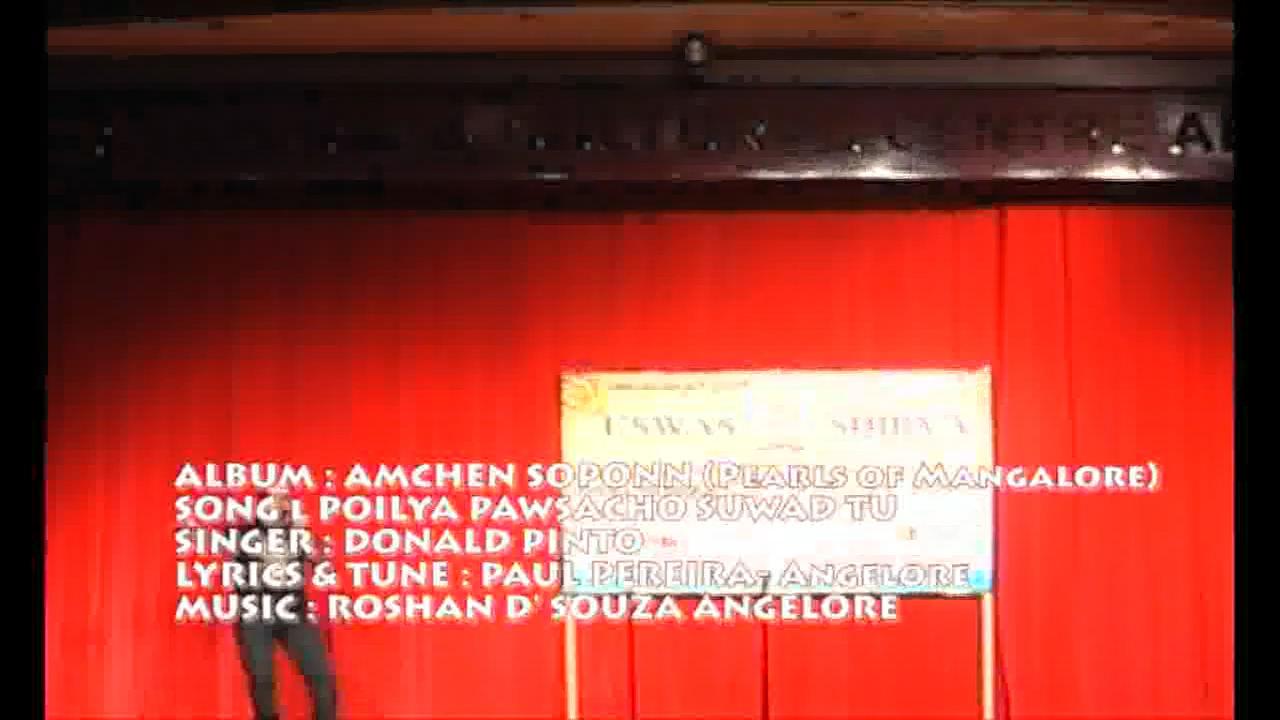 ALBUM : AMCHEN SOPONN (PEARLS OF MANGALORE)
SONG : POILYA PAWSACHO SUWAD TU
SINGER : DONALD PINTO
LYRICS & TUNE : PAUL PEREIRA- ANGELORE
MUSIC : ROSHAN D' SOUZA ANGELORE